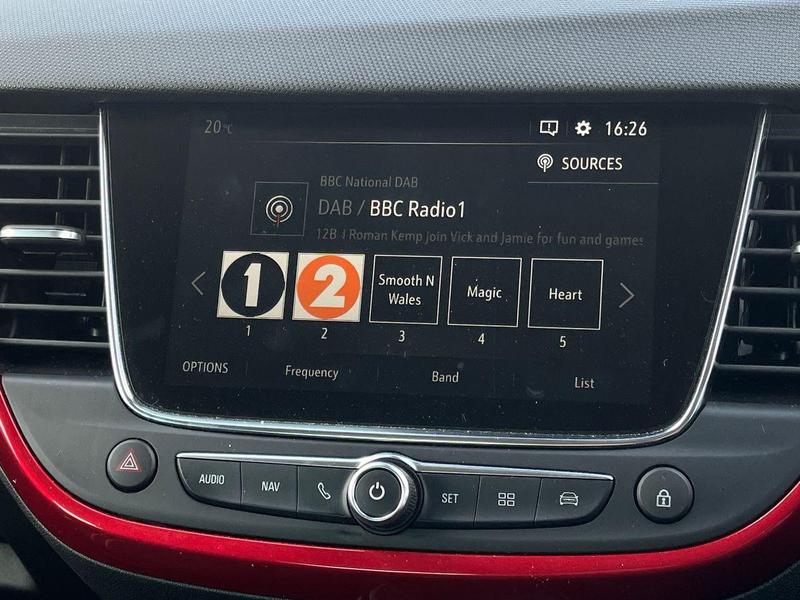 20°C
16:26
SOURCES
BBC National DAB
DAB / BBC Radio1
12B | Roman Kemp join Vick and Jamie for fun and games
1
2
Smooth N
Wales
Magic
Heart
1
2
3
4
5
OPTIONS
Frequency
Band
List
AUDIO
NAV
SET